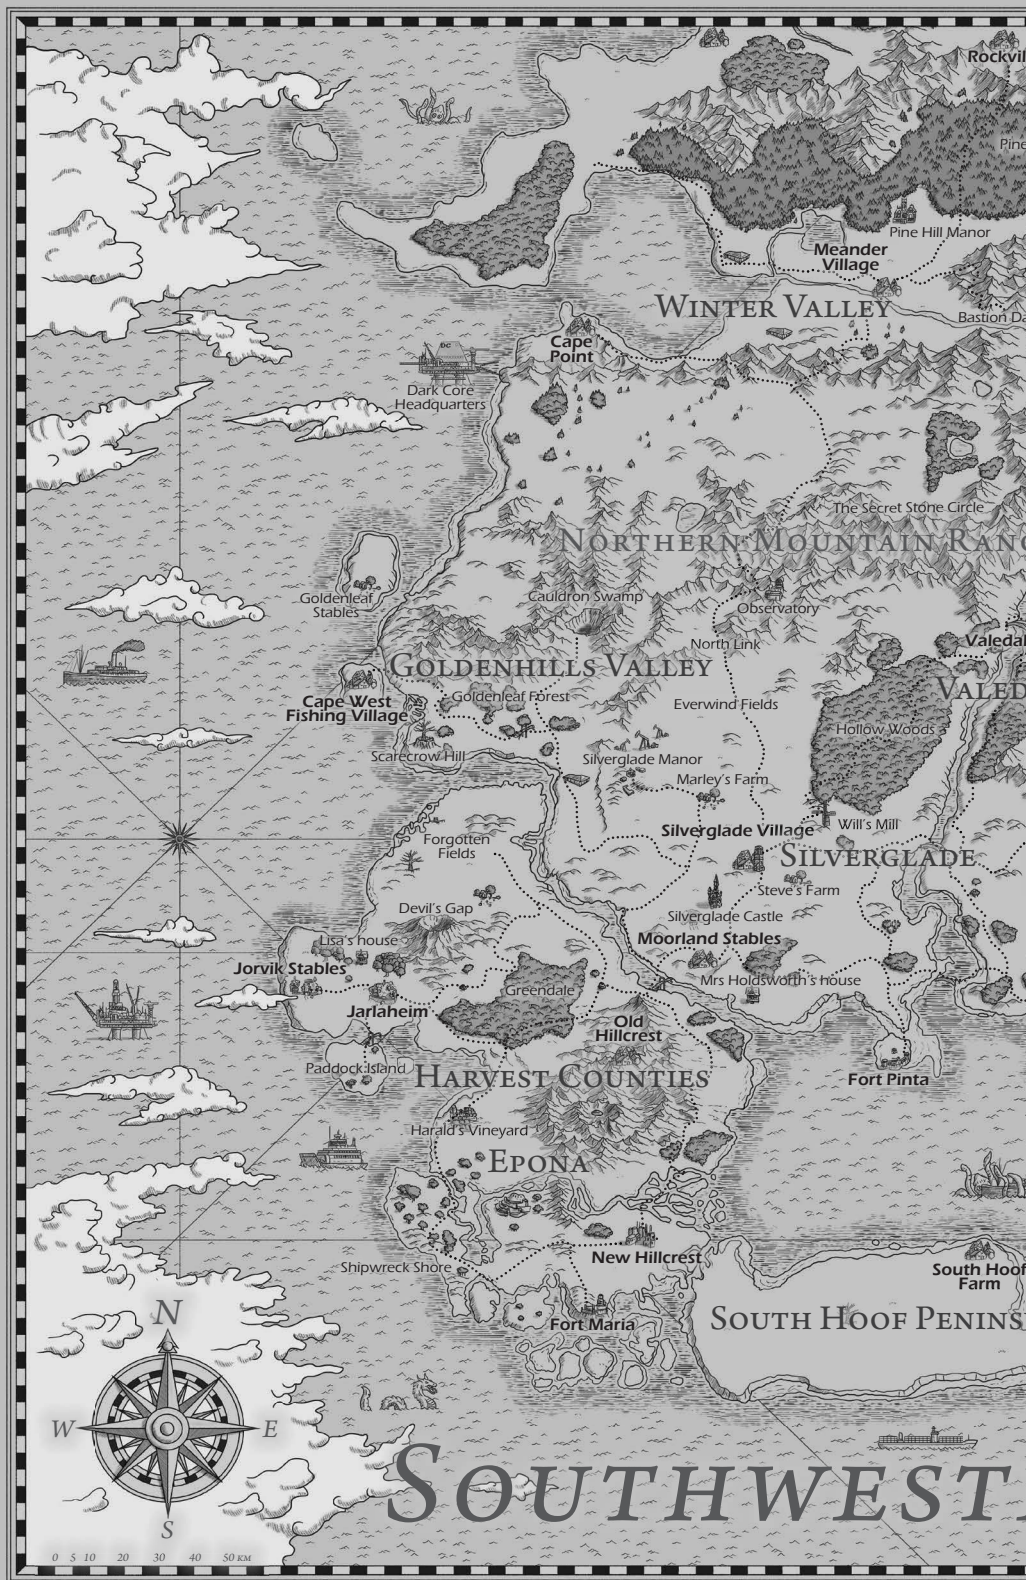 Rockvil
Pine
Pine Hill Manor
Meander
Village
WINTER VALLEY
Bastion Da
Cape
Point
DC
Dark Core
Headquarters
The Secret Stone Circle
NORTHERN MOUNTAIN RANG
Goldenleaf
Stables
Cauldron Swamp
Observatory
North Link
Valedal
GOLDENHILLS VALLEY
VALED
Cape West
Fishing Village
Goldenleaf Forest
Everwind Fields
Hollow Woods
Scarecrow Hill
Silverglade Manor
Marley's Farm
Silverglade Village
Will's Mill
Forgotten
Fields
SILVERGLADE
Steve's Farm
Devil's Gap
Silverglade Castle
Lisa's house
Moorland Stables
Jorvik Stables
Mrs Holdsworth's house
Greendale
Jarlaheim
Old
Hillcrest
Paddock Island
HARVEST COUNTIES
Fort Pinta
Harald's Vineyard
EPONA
New Hillcrest
Shipwreck Shore
South Hoof
Farm
Fort Maria
SOUTH HOOF PENINS
N
W
E
S
SOUTHWEST
0 5 10 20 30 40 50 KM